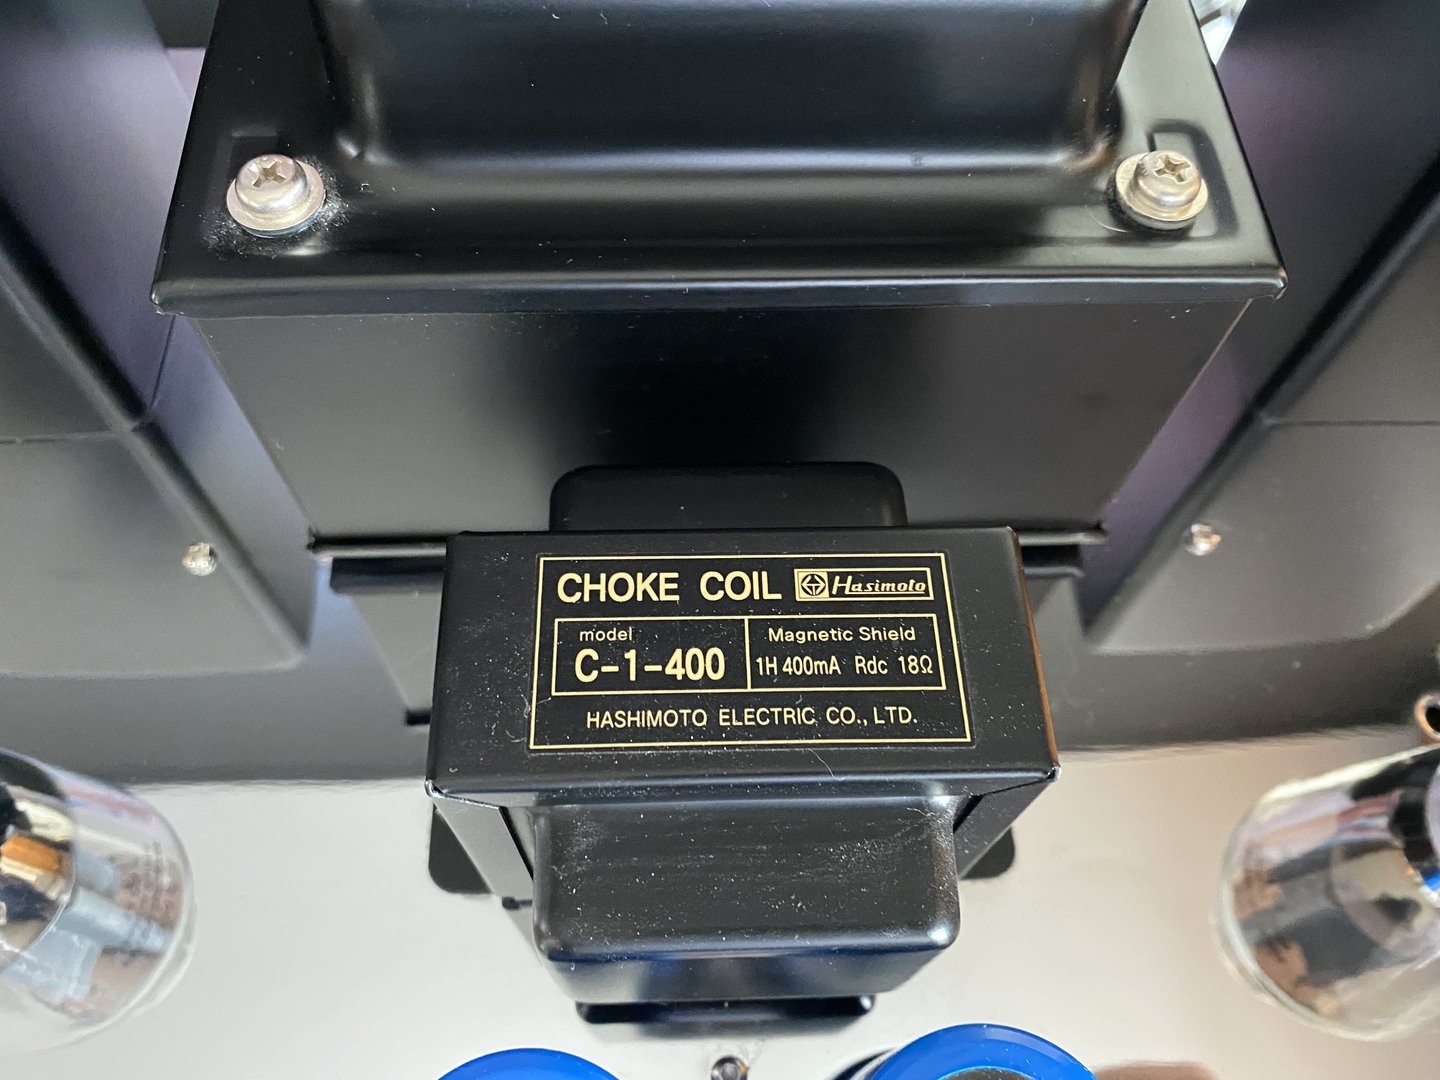 CHOKE COIL Hasimoto
model
C-1-400
Magnetic Shield
1H 400mA Rdc 18Ω
HASHIMOTO ELECTRIC CO., LTD.